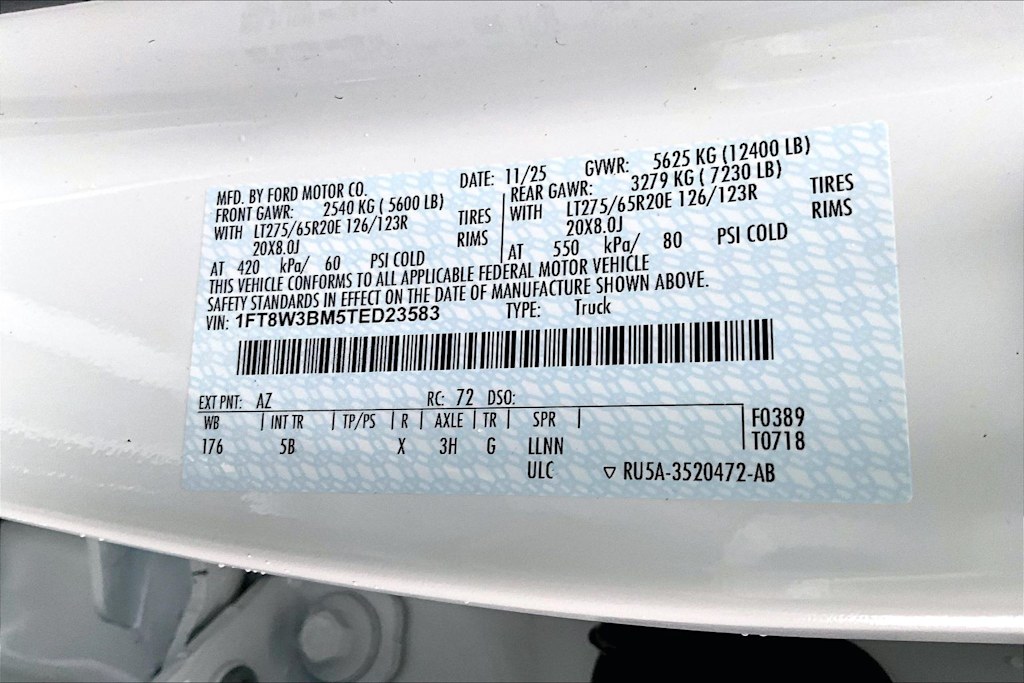 MFD. BY FORD MOTOR CO. DATE: 11/25 GVWR: 5625 KG (12400 LB)
FRONT GAWR: 2540 KG ( 5600 LB) REAR GAWR: 3279 KG ( 7230 LB)
WITH LT275/65R20E 126/123R TIRES WITH LT275/65R20E 126/123R TIRES
20X8.0J RIMS 20X8.0J RIMS
AT 420 kPa/ 60 PSI COLD AT 550 kPa/ 80 PSI COLD
THIS VEHICLE CONFORMS TO ALL APPLICABLE FEDERAL MOTOR VEHICLE
SAFETY STANDARDS IN EFFECT ON THE DATE OF MANUFACTURE SHOWN ABOVE.
VIN: 1FT8W3BM5TED23583 TYPE: Truck
EXT PNT: AZ RC: 72 DSO:
WB INT TR TP/PS R AXLE TR SPR F0389
176 5B X 3H G LLNN T0718
ULC ▽ RU5A-3520472-AB